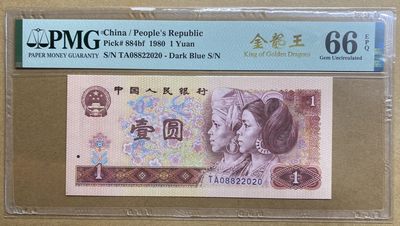 PMG
PAPER MONEY GUARANTY
China / People's Republic
Pick# 884bf 1980 1 Yuan
S/N TA08822020 - Dark Blue S/N
金龙王
King of Golden Dragons
66
EPQ
Gem Uncirculated
中国人民银行
1
壹圆
1
TA08822020
1